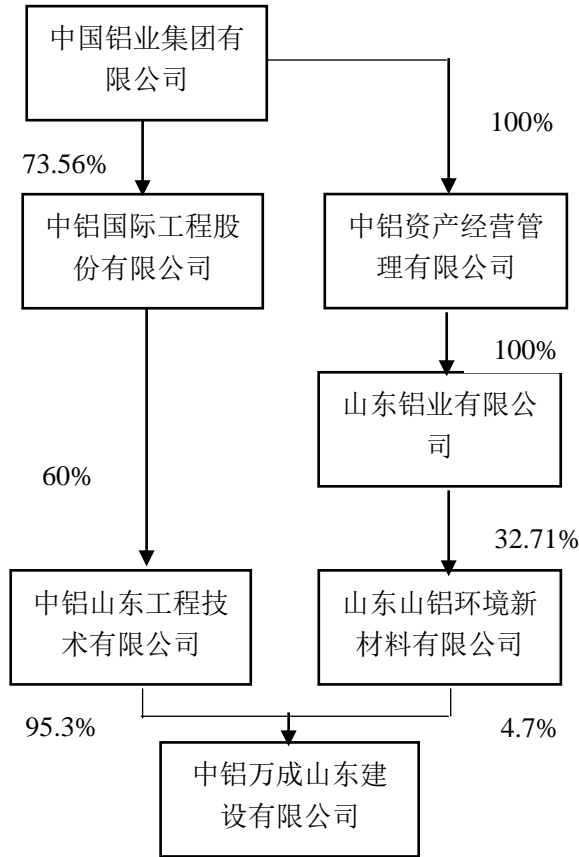 中国铝业集团有
限公司
100%
73.56%
中铝国际工程股
份有限公司
中铝资产经营管
理有限公司
100%
山东铝业有限公
司
60%
32.71%
中铝山东工程技
术有限公司
山东山铝环境新
材料有限公司
95.3%
4.7%
中铝万成山东建
设有限公司